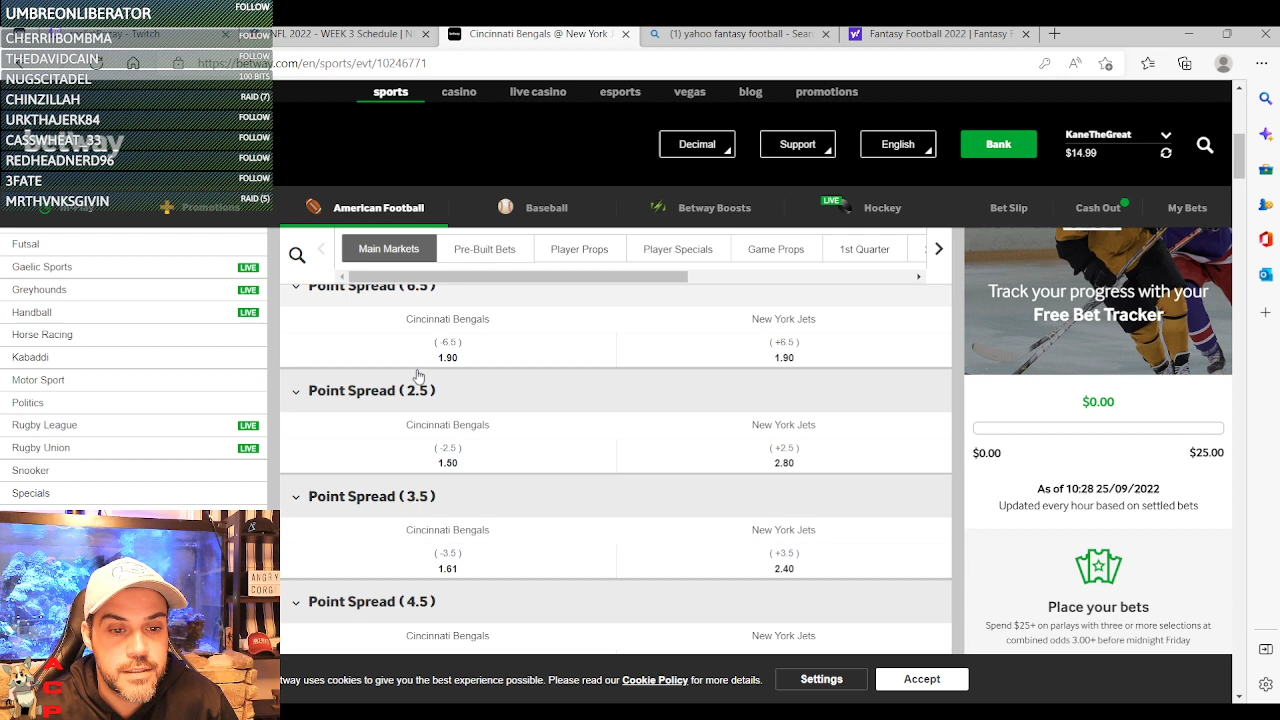 UMBREONLIBERATOR FOLLOW
CHERRIIBOMBMA FOLLOW
THEDAVIDCAIN FOLLOW
NUGSCITADEL 100 BITS
CHINZILLAH RAID (7)
URKTHAJERK84 FOLLOW
CASSWHEAT_33 FOLLOW
REDHEADNERD96 FOLLOW
3FATE FOLLOW
MRTHVNKSGIVIN RAID (5)
- Twitch
NFL 2022 - WEEK 3 Schedule | N
Cincinnati Bengals @ New York J
(1) yahoo fantasy football - Searc
Fantasy Football 2022 | Fantasy F
https://betway.com/en/sports/evt/10246771
sports casino live casino esports vegas blog promotions
betway
Decimal Support English Bank
KaneTheGreat
$14.99
Promotions
American Football Baseball Betway Boosts LIVE Hockey Bet Slip Cash Out My Bets
Futsal
Gaelic Sports LIVE
Greyhounds LIVE
Handball LIVE
Horse Racing
Kabaddi
Motor Sport
Politics
Rugby League LIVE
Rugby Union LIVE
Snooker
Specials
Main Markets Pre-Built Bets Player Props Player Specials Game Props 1st Quarter
Point Spread ( 6.5 )
Cincinnati Bengals New York Jets
( -6.5 ) ( +6.5 )
1.90 1.90
Point Spread ( 2.5 )
Cincinnati Bengals New York Jets
( -2.5 ) ( +2.5 )
1.50 2.80
Point Spread ( 3.5 )
Cincinnati Bengals New York Jets
( -3.5 ) ( +3.5 )
1.61 2.40
Point Spread ( 4.5 )
Cincinnati Bengals New York Jets
Track your progress with your
Free Bet Tracker
$0.00
$0.00 $25.00
As of 10:28 25/09/2022
Updated every hour based on settled bets
Place your bets
Spend $25+ on parlays with three or more selections at
combined odds 3.00+ before midnight Friday
tway uses cookies to give you the best experience possible. Please read our Cookie Policy for more details.
Settings Accept
ANGRY
A
C
P